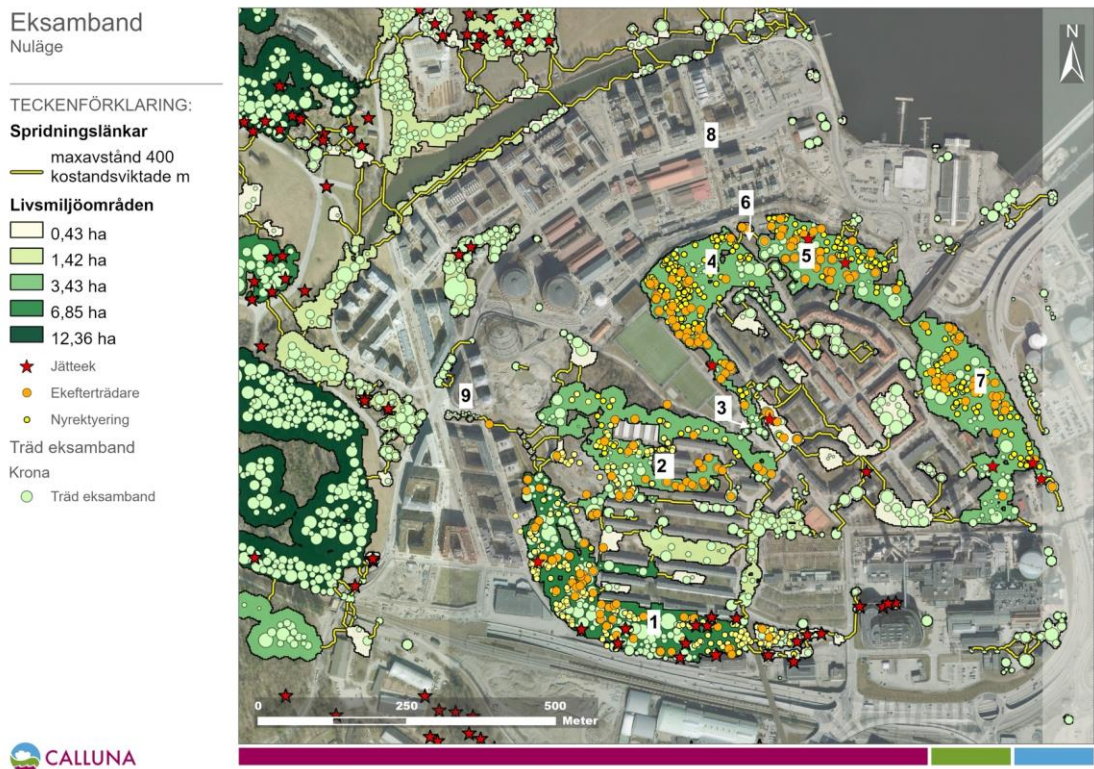 Eksamband
Nuläge
TECKENFÖRKLARING:
Spridningslänkar
maxavstånd 400
kostandsviktade m
Livsmiljöområden
0,43 ha
1,42 ha
3,43 ha
6,85 ha
12,36 ha
Jätteek
Ekefterträdare
Nyrektyering
Träd eksamband
Krona
Träd eksamband
CALLUNA
N
8
6
4
5
7
9
3
2
1
0
250
500
Meter